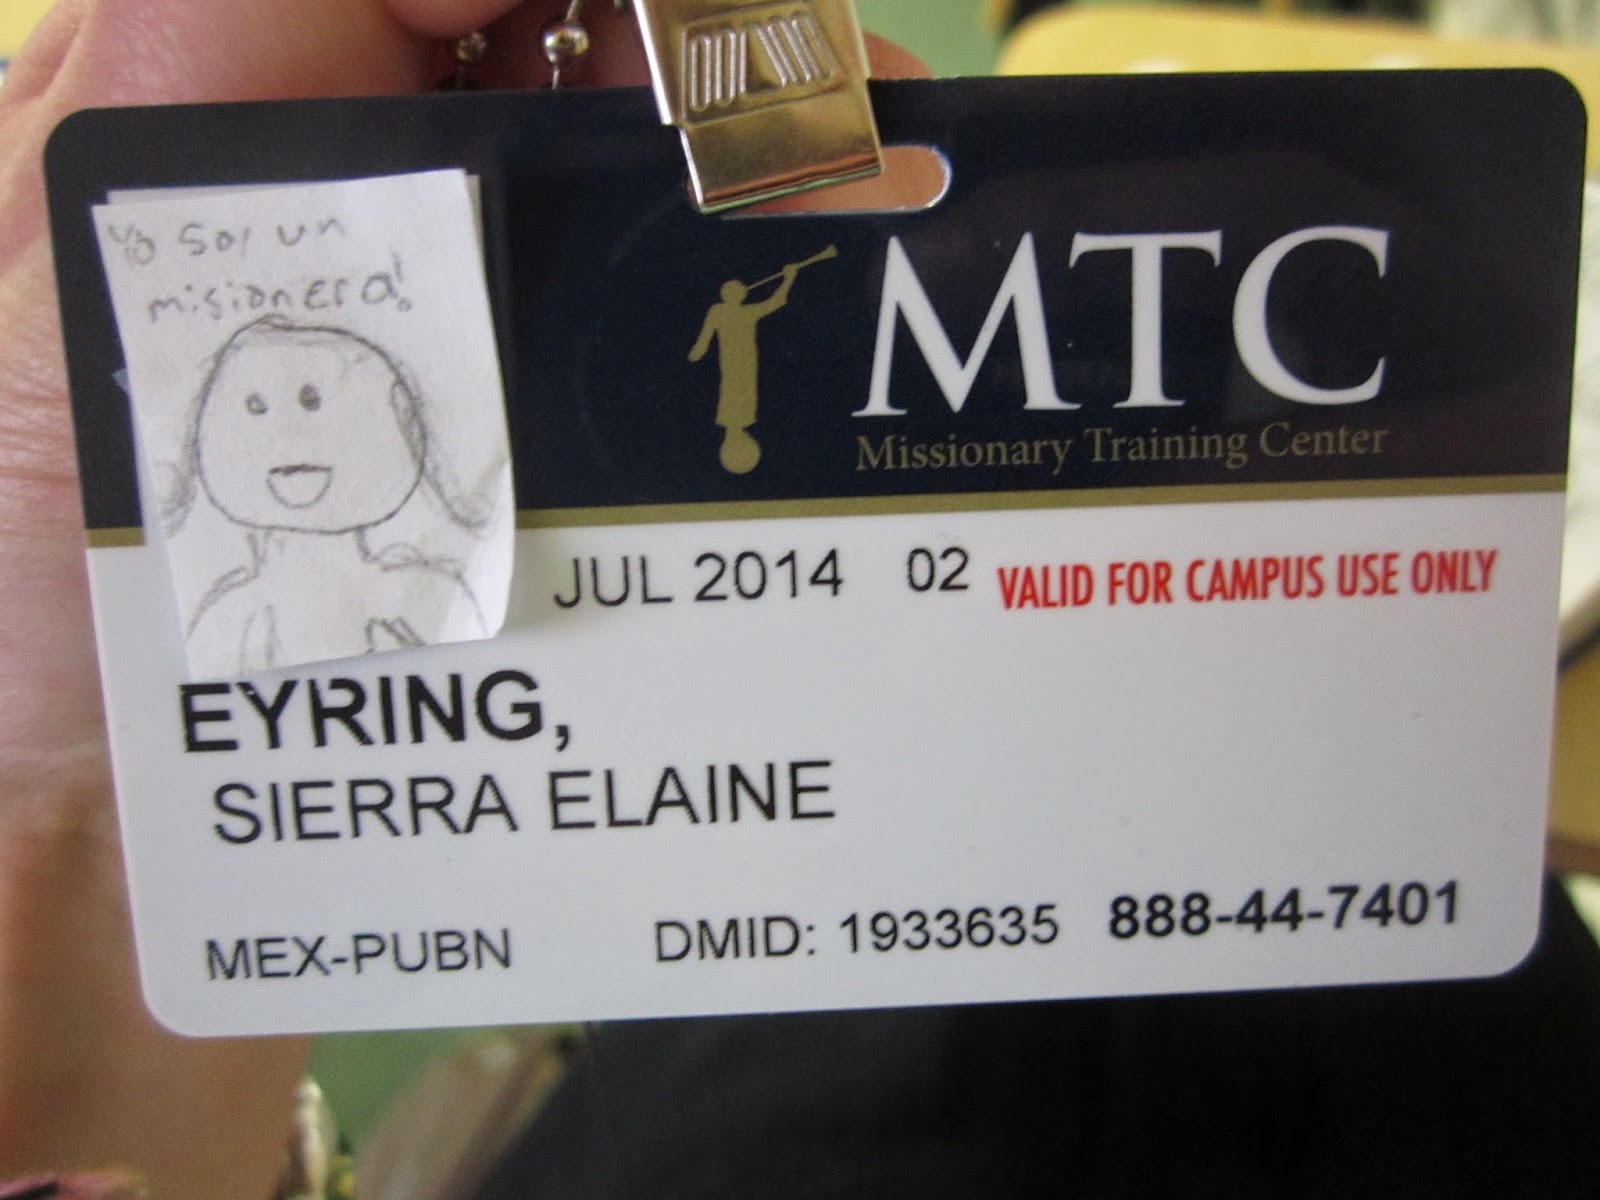 Yo soy un
misionera!
MTC
Missionary Training Center
JUL 2014 02 VALID FOR CAMPUS USE ONLY
EYRING,
SIERRA ELAINE
MEX-PUBN DMID: 1933635 888-44-7401